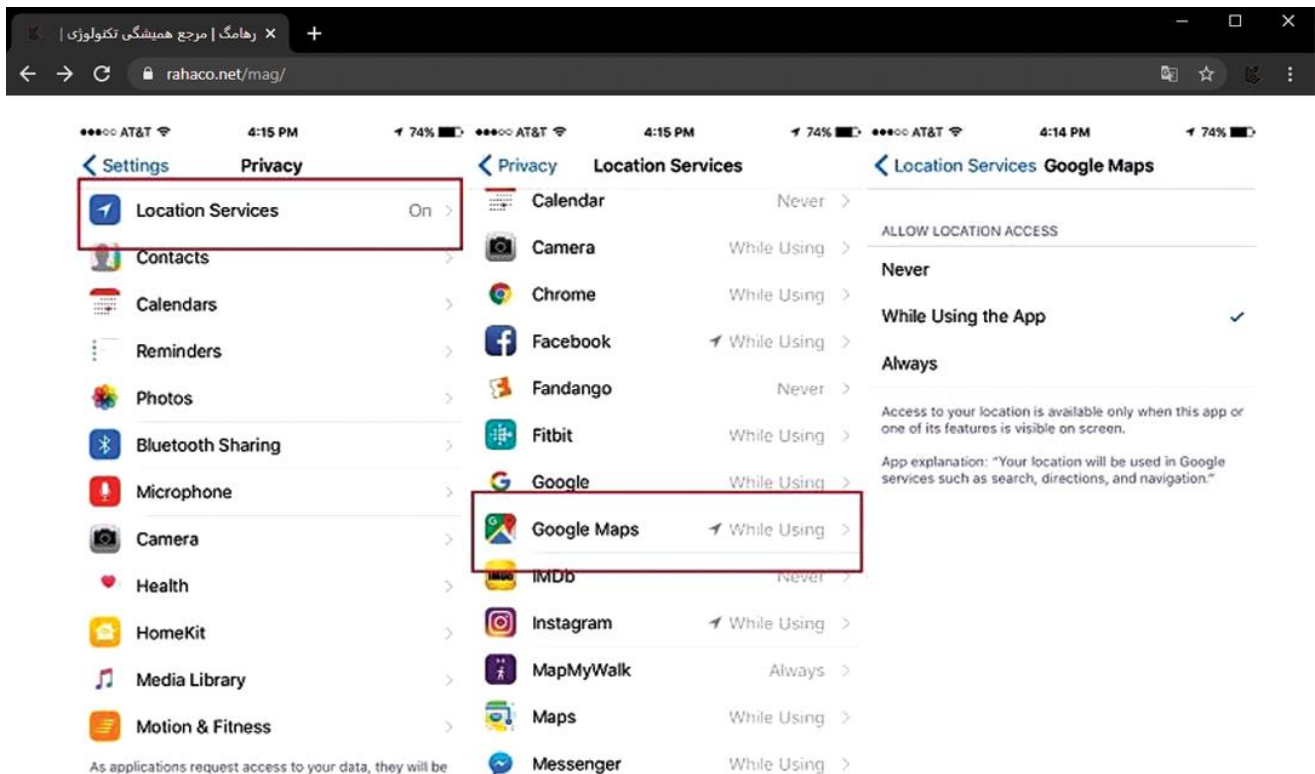 رهامگ | مرجع همیشگی تکنولوژی |
rahaco.net/mag/
AT&T 4:15 PM 74%
Settings Privacy
Location Services On
Contacts
Calendars
Reminders
Photos
Bluetooth Sharing
Microphone
Camera
Health
HomeKit
Media Library
Motion & Fitness
As applications request access to your data, they will be
AT&T 4:15 PM 74%
Privacy Location Services
Calendar Never
Camera While Using
Chrome While Using
Facebook While Using
Fandango Never
Fitbit While Using
Google While Using
Google Maps While Using
IMDb Never
Instagram While Using
MapMyWalk Always
Maps While Using
Messenger While Using
AT&T 4:14 PM 74%
Location Services Google Maps
ALLOW LOCATION ACCESS
Never
While Using the App
Always
Access to your location is available only when this app or
one of its features is visible on screen.
App explanation: “Your location will be used in Google
services such as search, directions, and navigation.”